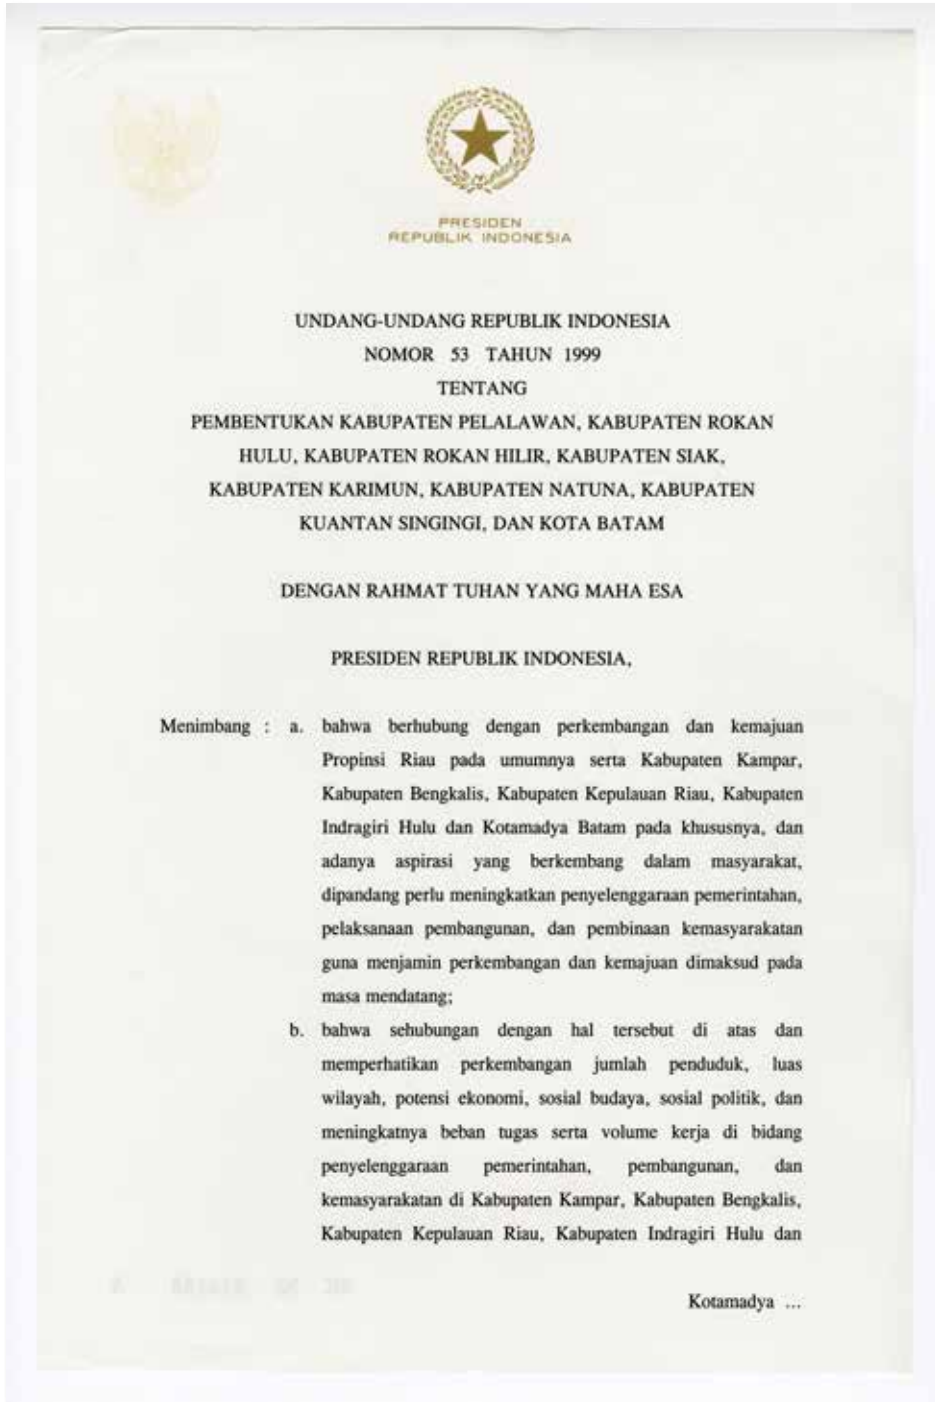 PRESIDEN
REPUBLIK INDONESIA
UNDANG-UNDANG REPUBLIK INDONESIA
NOMOR 53 TAHUN 1999
TENTANG
PEMBENTUKAN KABUPATEN PELALAWAN, KABUPATEN ROKAN
HULU, KABUPATEN ROKAN HILIR, KABUPATEN SIAK,
KABUPATEN KARIMUN, KABUPATEN NATUNA, KABUPATEN
KUANTAN SINGINGI, DAN KOTA BATAM
DENGAN RAHMAT TUHAN YANG MAHA ESA
PRESIDEN REPUBLIK INDONESIA,
Menimbang : a. bahwa berhubung dengan perkembangan dan kemajuan
Propinsi Riau pada umumnya serta Kabupaten Kampar,
Kabupaten Bengkalis, Kabupaten Kepulauan Riau, Kabupaten
Indragiri Hulu dan Kotamadya Batam pada khususnya, dan
adanya aspirasi yang berkembang dalam masyarakat,
dipandang perlu meningkatkan penyelenggaraan pemerintahan,
pelaksanaan pembangunan, dan pembinaan kemasyarakatan
guna menjamin perkembangan dan kemajuan dimaksud pada
masa mendatang;
b. bahwa sehubungan dengan hal tersebut di atas dan
memperhatikan perkembangan jumlah penduduk, luas
wilayah, potensi ekonomi, sosial budaya, sosial politik, dan
meningkatnya beban tugas serta volume kerja di bidang
penyelenggaraan pemerintahan, pembangunan, dan
kemasyarakatan di Kabupaten Kampar, Kabupaten Bengkalis,
Kabupaten Kepulauan Riau, Kabupaten Indragiri Hulu dan
Kotamadya ...